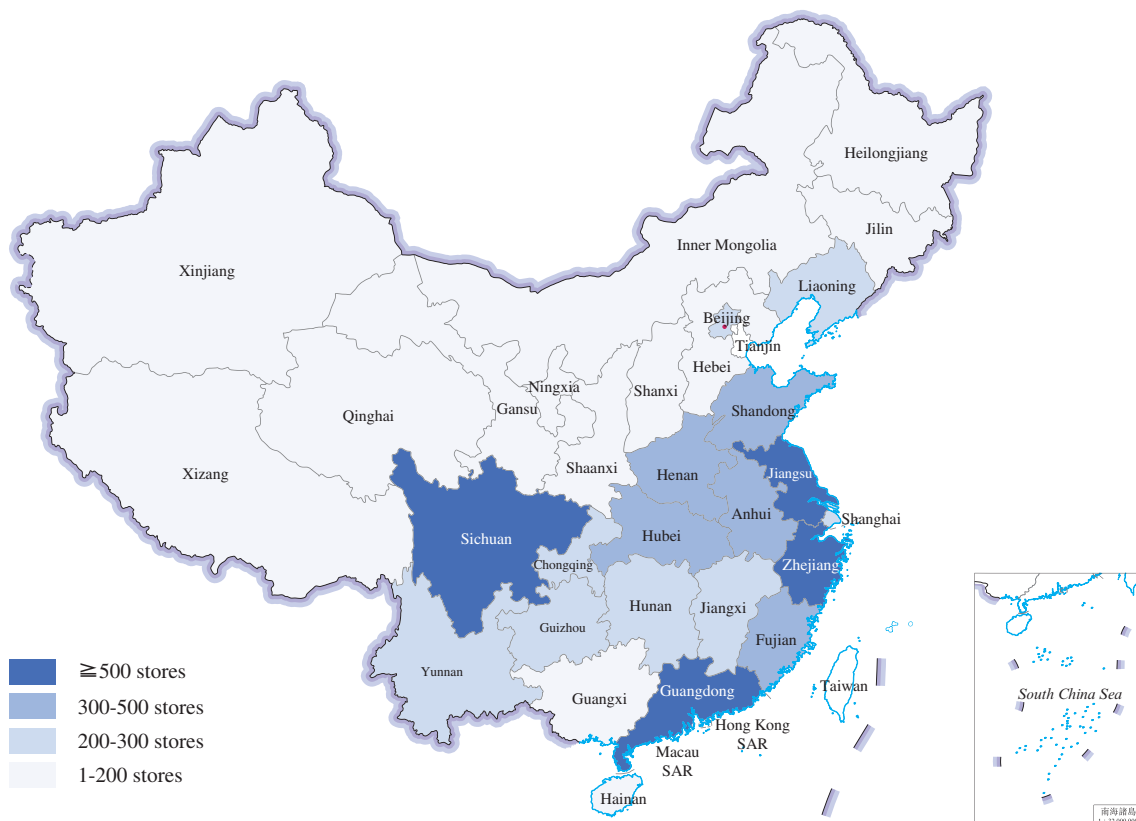 Heilongjiang
Jilin
Inner Mongolia
Xinjiang
Liaoning
Beijing
Tianjin
Hebei
Ningxia
Shanxi
Gansu
Qinghai
Shandong
Xizang
Shaanxi
Henan
Jiangsu
Anhui
Shanghai
Sichuan
Hubei
Chongqing
Zhejiang
Hunan
Jiangxi
Guizhou
Fujian
Yunnan
Guangxi
Guangdong
Taiwan
Hong Kong
SAR
Macau
SAR
Hainan
≧500 stores
300-500 stores
200-300 stores
1-200 stores
South China Sea
南海諸島